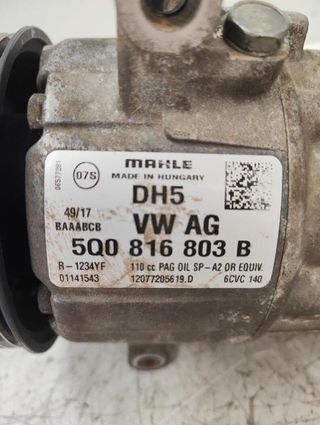 MAHLE
MADE IN HUNGARY
07S
06577281
DH5
49/17
BAAABCB
VW AG
5Q0 816 803 B
R-1234YF 110 cc PAG OIL SP-A2 OR EQUIV.
01141543 12077205619.D 6CVC 140